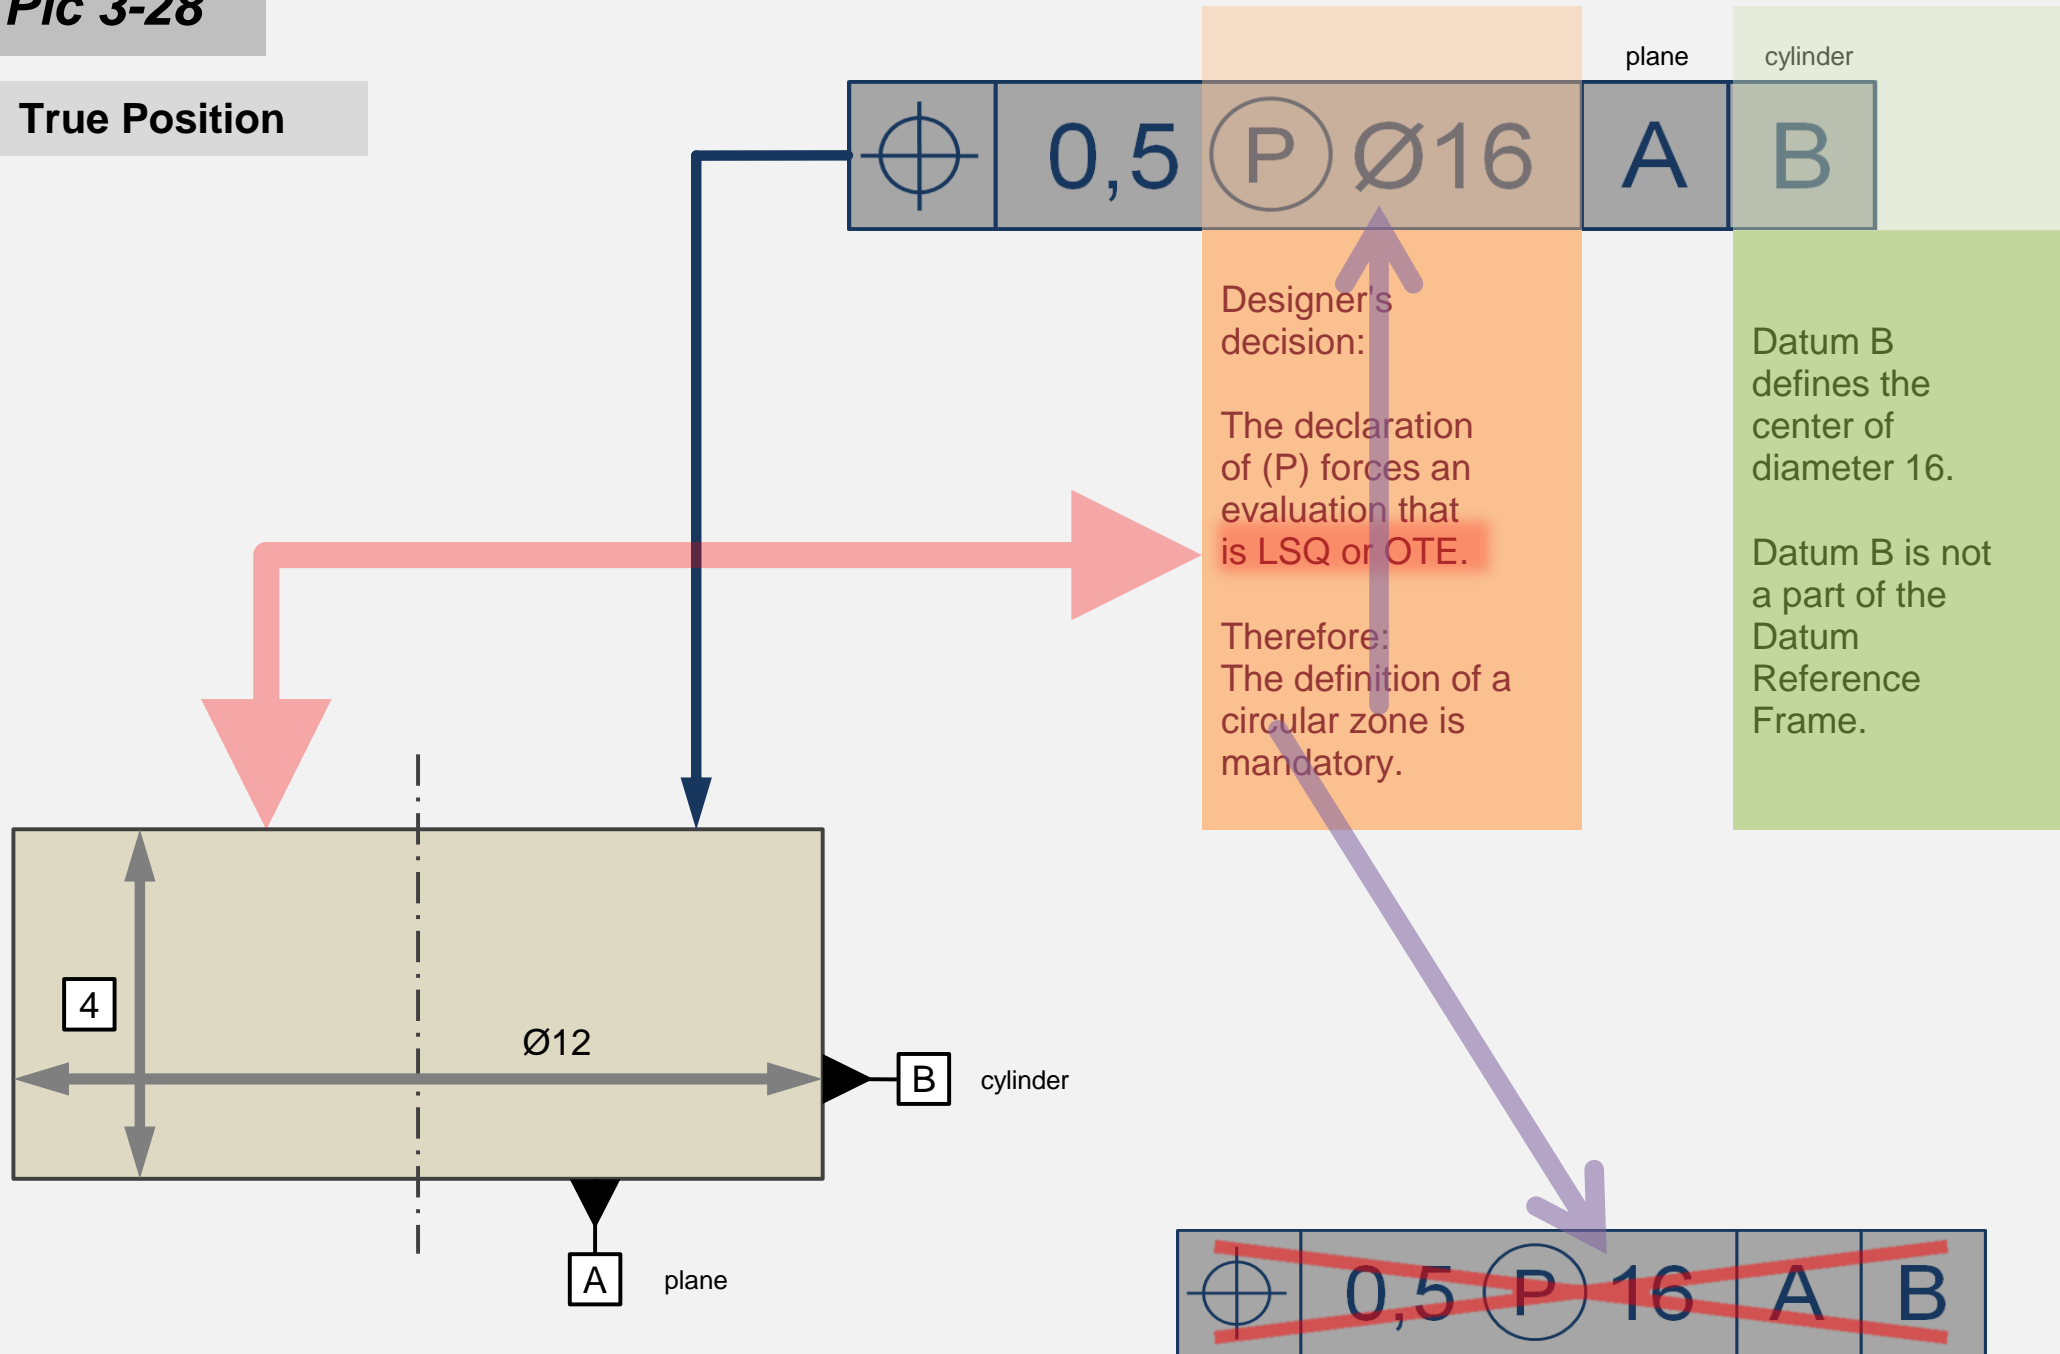 Pic 3-28
True Position
plane
cylinder
0,5 P Ø16 A B
Designer's
decision:
The declaration
of (P) forces an
evaluation that
is LSQ or OTE.
Therefore:
The definition of a
circular zone is
mandatory.
Datum B
defines the
center of
diameter 16.
Datum B is not
a part of the
Datum
Reference
Frame.
4
Ø12
B
cylinder
A
plane
0,5 P 16 A B